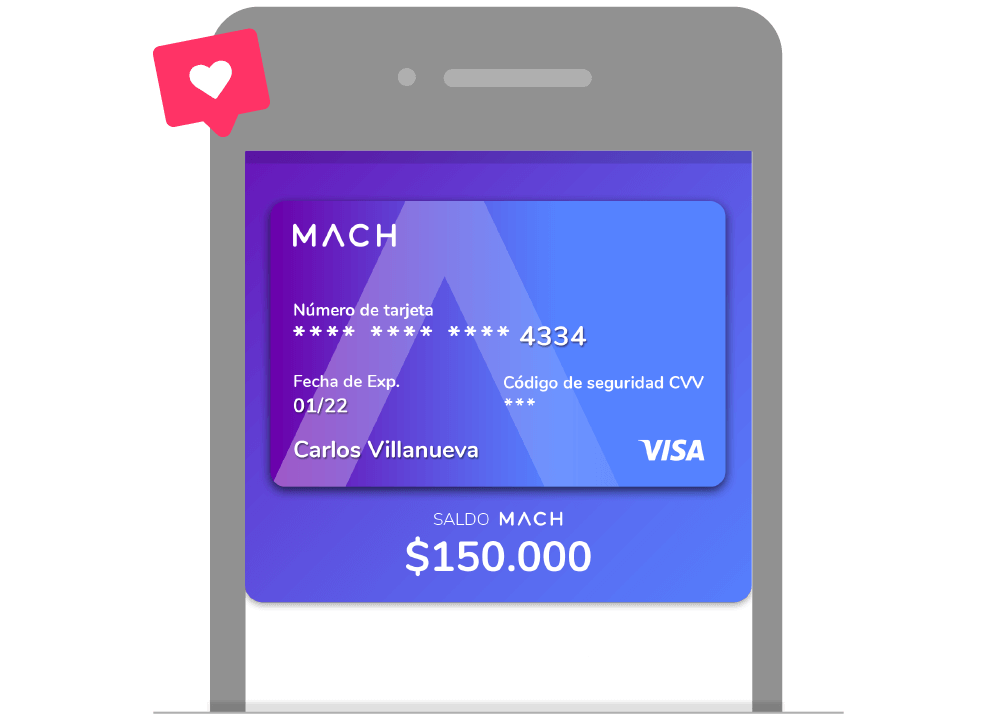 MACH
Número de tarjeta
**** **** **** 4334
Fecha de Exp.
Código de seguridad CVV
01/22
***
Carlos Villanueva
VISA
SALDO MACH
$150.000